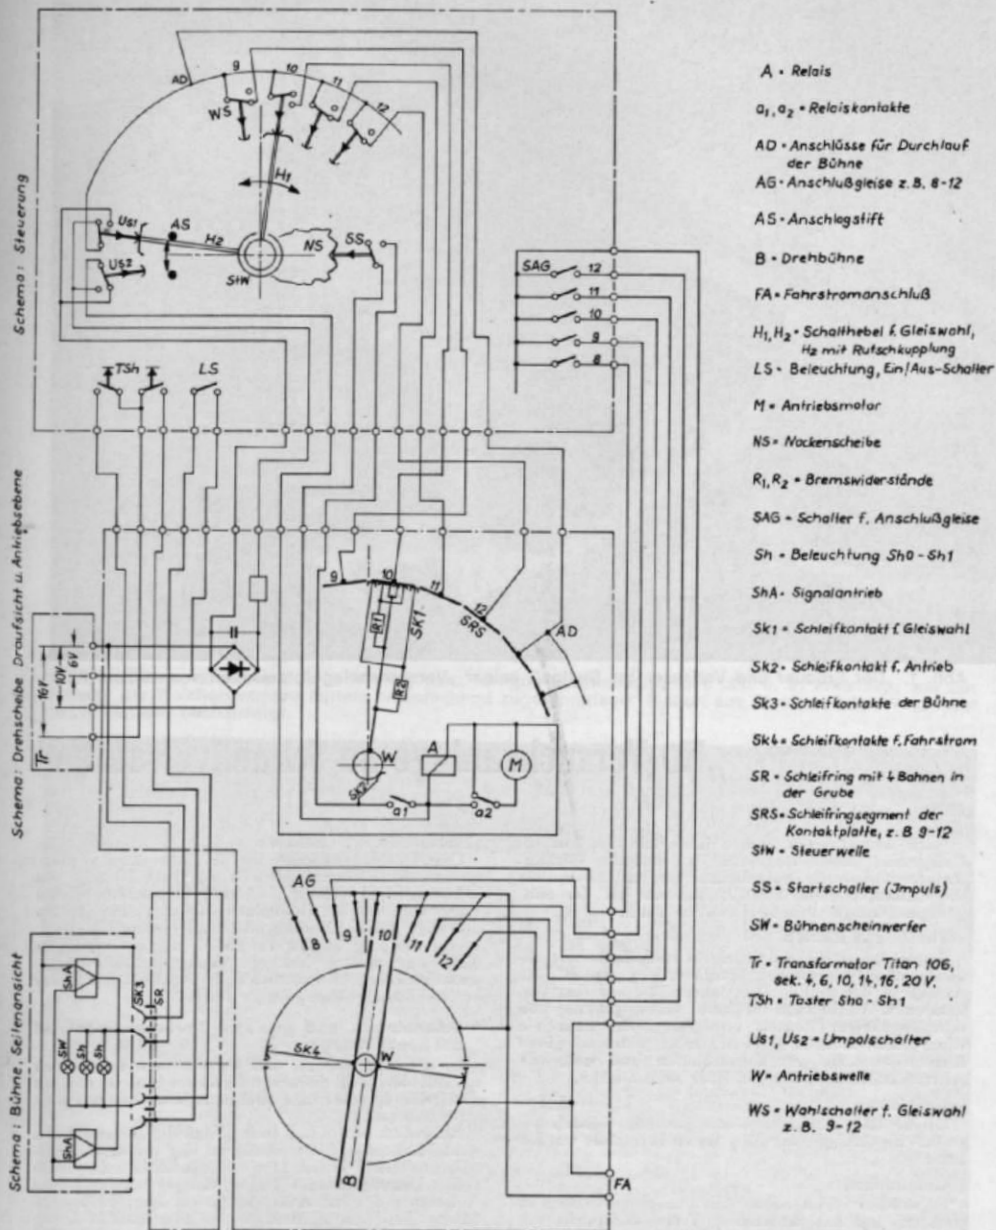 Schema: Steuerung
AD
9
10
11
12
WS
H1
Us1
AS
H2
Us2
StW
NS
SS
TSh
LS
SAG
12
11
10
9
8
Schema: Drehscheibe Draufsicht u. Antriebsebene
16V
10V
6V
Tr
9
10
11
12
R1
R2
SK1
SRS
AD
W
SK2
A
M
a1
a2
Schema: Bühne, Seitenansicht
ShA
SW
Sh
Sh
ShA
SK3
SR
AG
8
9
10
11
12
SK4
W
B
FA
A = Relais
a1, a2 = Relaiskontakte
AD = Anschlüsse für Durchlauf
der Bühne
AG = Anschlußgleise z. B. 8-12
AS = Anschlagstift
B = Drehbühne
FA = Fahrstromanschluß
H1, H2 = Schalthebel f. Gleiswahl,
H2 mit Rutschkupplung
LS = Beleuchtung, Ein/Aus-Schalter
M = Antriebsmotor
NS = Nockenscheibe
R1, R2 = Bremswiderstände
SAG = Schalter f. Anschlußgleise
Sh = Beleuchtung Sh0 - Sh1
ShA = Signalantrieb
SK1 = Schleifkontakt f. Gleiswahl
SK2 = Schleifkontakt f. Antrieb
SK3 = Schleifkontakte der Bühne
SK4 = Schleifkontakte f. Fahrstrom
SR = Schleifring mit 4 Bahnen in
der Grube
SRS = Schleifringsegment der
Kontaktplatte, z. B 9-12
StW = Steuerwelle
SS = Startschalter (Jmpuls)
SW = Bühnenscheinwerfer
Tr = Transformator Titan 106,
sek. 4, 6, 10, 14, 16, 20 V.
TSh = Taster Sh0 - Sh1
Us1, Us2 = Umpolschalter
W = Antriebswelle
WS = Wahlschalter f. Gleiswahl
z. B. 9-12